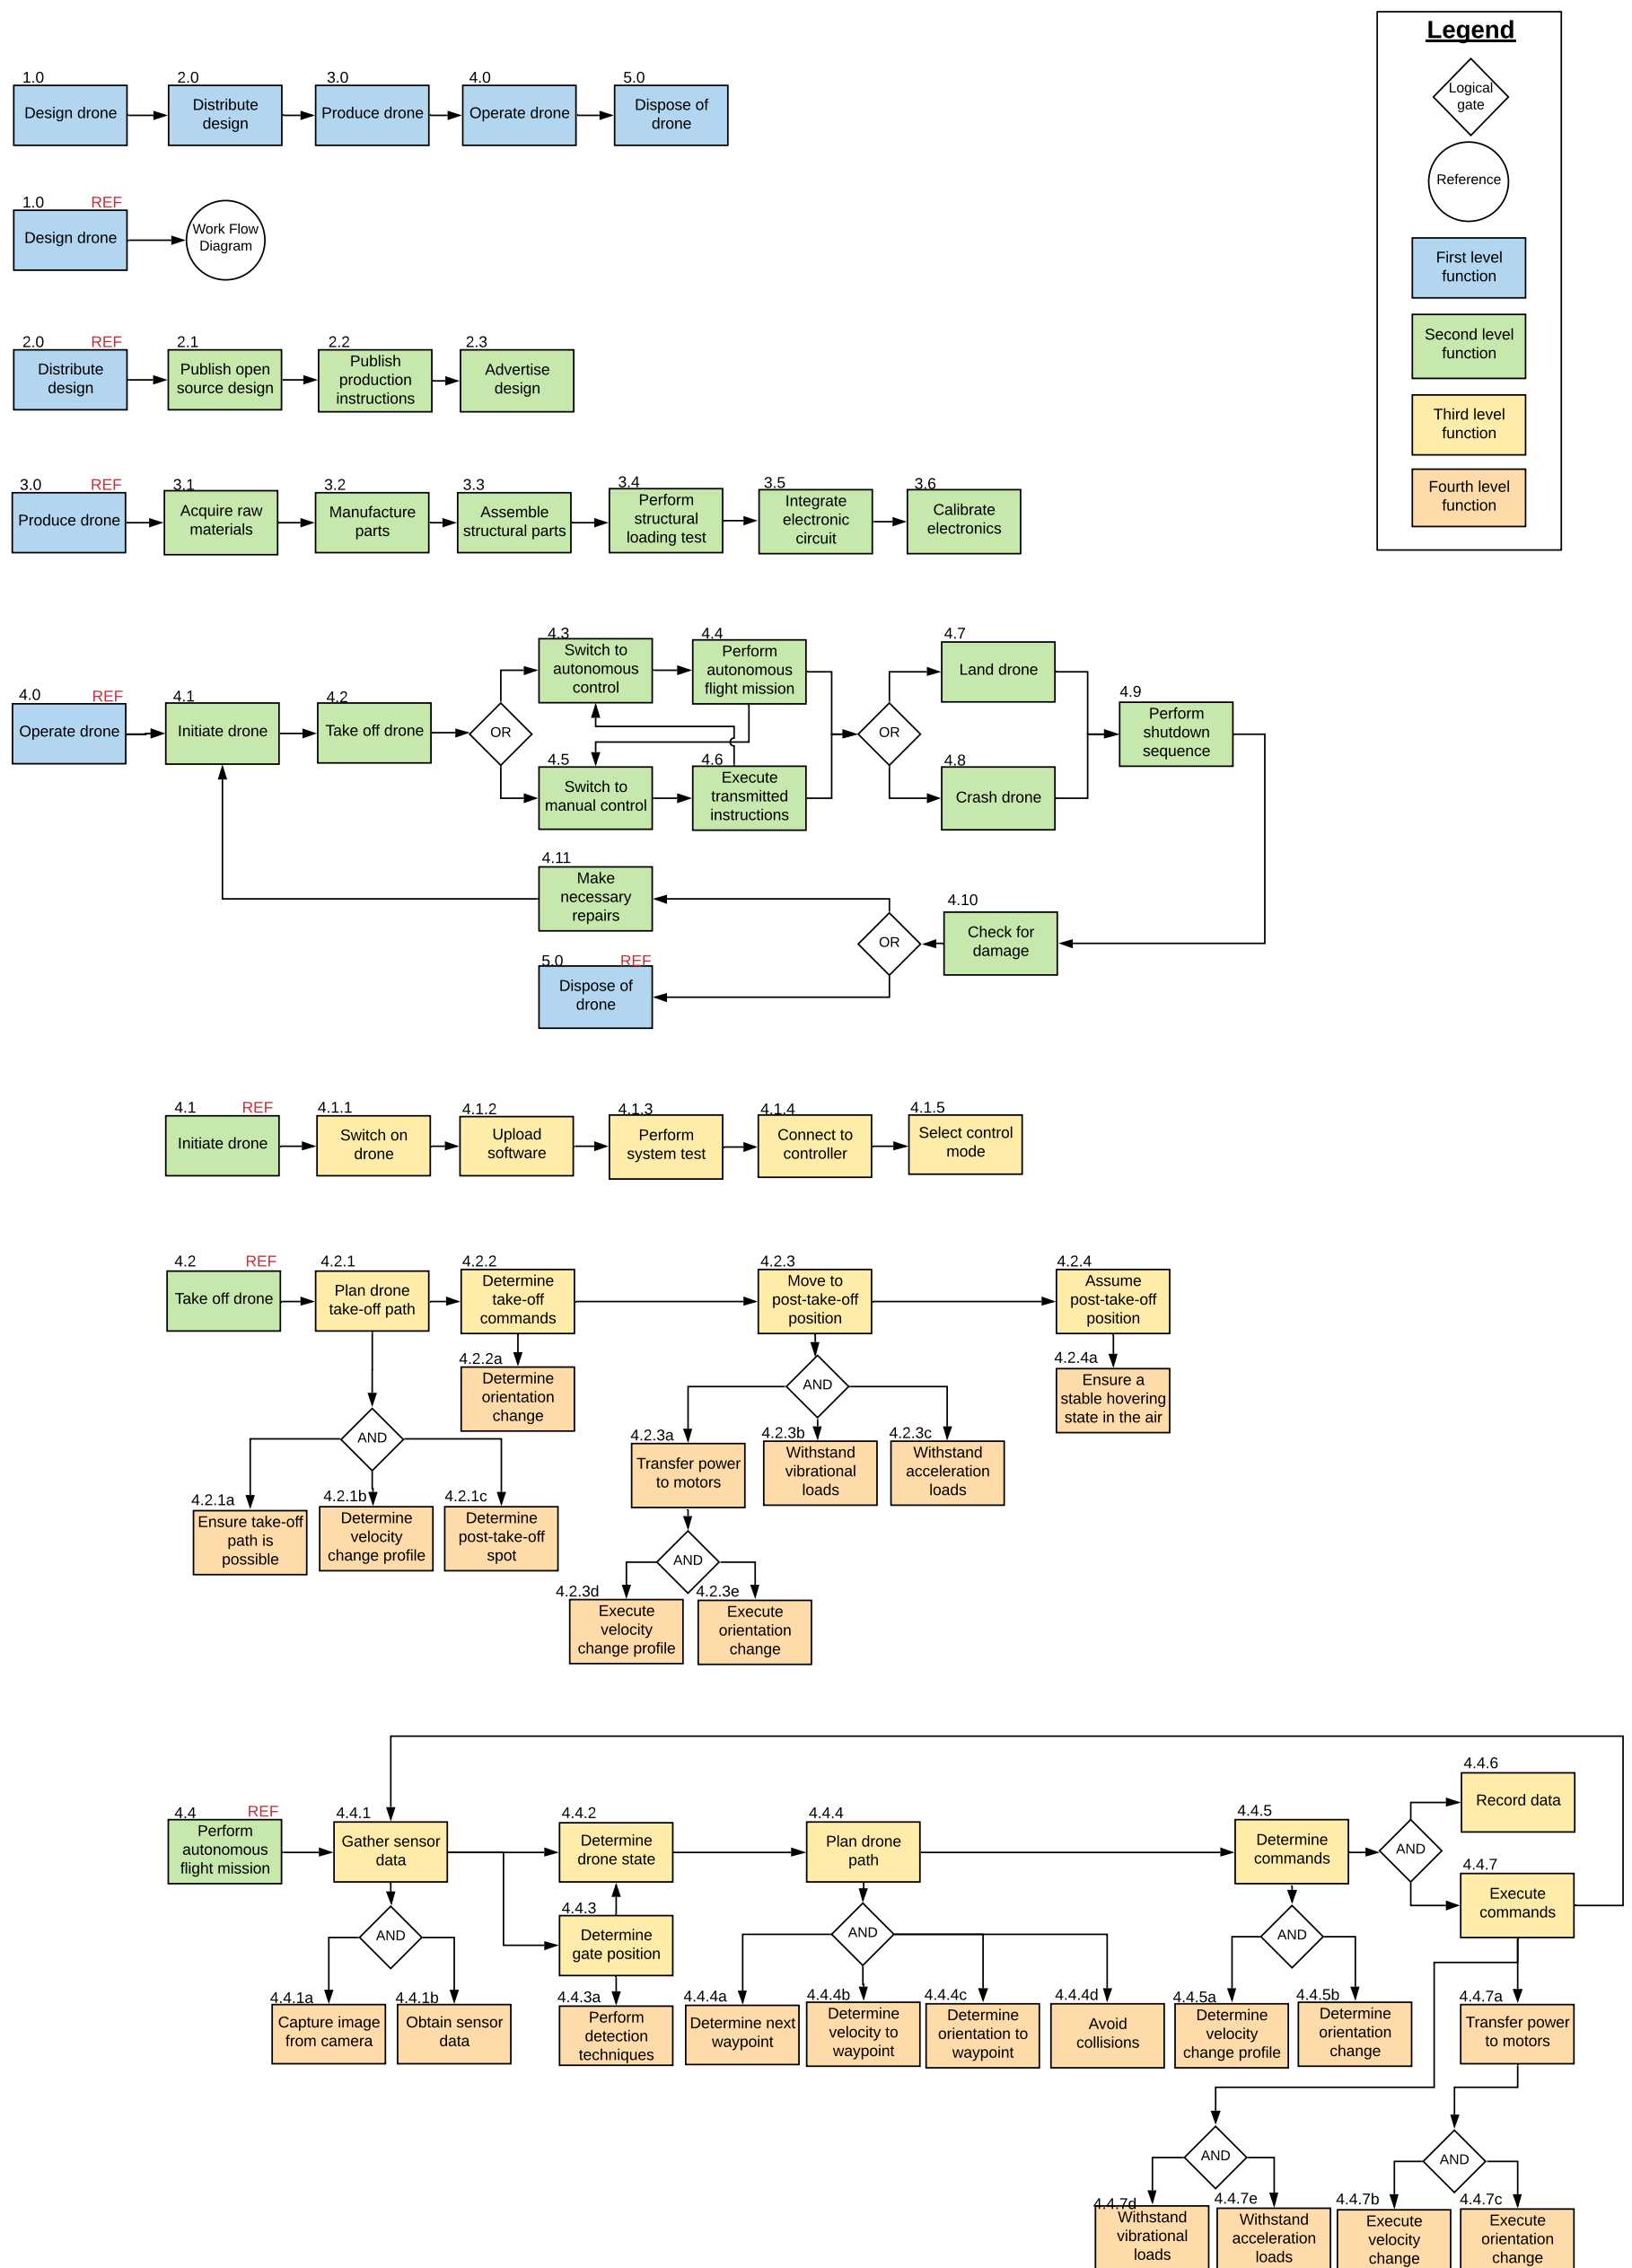 Legend
Logical
gate
Reference
First level
function
Second level
function
Third level
function
Fourth level
function
1.0
Design drone
2.0
Distribute
design
3.0
Produce drone
4.0
Operate drone
5.0
Dispose of
drone
1.0 REF
Design drone
Work Flow
Diagram
2.0 REF
Distribute
design
2.1
Publish open
source design
2.2
Publish
production
instructions
2.3
Advertise
design
3.0 REF
Produce drone
3.1
Acquire raw
materials
3.2
Manufacture
parts
3.3
Assemble
structural parts
3.4
Perform
structural
loading test
3.5
Integrate
electronic
circuit
3.6
Calibrate
electronics
4.0 REF
Operate drone
4.1
Initiate drone
4.2
Take off drone
OR
4.3
Switch to
autonomous
control
4.4
Perform
autonomous
flight mission
4.5
Switch to
manual control
4.6
Execute
transmitted
instructions
OR
4.7
Land drone
4.8
Crash drone
4.9
Perform
shutdown
sequence
4.10
Check for
damage
OR
4.11
Make
necessary
repairs
5.0 REF
Dispose of
drone
4.1 REF
Initiate drone
4.1.1
Switch on
drone
4.1.2
Upload
software
4.1.3
Perform
system test
4.1.4
Connect to
controller
4.1.5
Select control
mode
4.2 REF
Take off drone
4.2.1
Plan drone
take-off path
4.2.2
Determine
take-off
commands
4.2.3
Move to
post-take-off
position
4.2.4
Assume
post-take-off
position
4.2.2a
Determine
orientation
change
AND
4.2.4a
Ensure a
stable hovering
state in the air
AND
4.2.1a
Ensure take-off
path is
possible
4.2.1b
Determine
velocity
change profile
4.2.1c
Determine
post-take-off
spot
4.2.3a
Transfer power
to motors
4.2.3b
Withstand
vibrational
loads
4.2.3c
Withstand
acceleration
loads
AND
4.2.3d
Execute
velocity
change profile
4.2.3e
Execute
orientation
change
4.4 REF
Perform
autonomous
flight mission
4.4.1
Gather sensor
data
4.4.2
Determine
drone state
4.4.3
Determine
gate position
4.4.4
Plan drone
path
4.4.5
Determine
commands
AND
4.4.6
Record data
4.4.7
Execute
commands
AND
4.4.1a
Capture image
from camera
4.4.1b
Obtain sensor
data
4.4.3a
Perform
detection
techniques
AND
4.4.4a
Determine next
waypoint
4.4.4b
Determine
velocity to
waypoint
4.4.4c
Determine
orientation to
waypoint
4.4.4d
Avoid
collisions
AND
4.4.5a
Determine
velocity
change profile
4.4.5b
Determine
orientation
change
4.4.7a
Transfer power
to motors
AND
4.4.7d
Withstand
vibrational
loads
4.4.7e
Withstand
acceleration
loads
AND
4.4.7b
Execute
velocity
change
4.4.7c
Execute
orientation
change